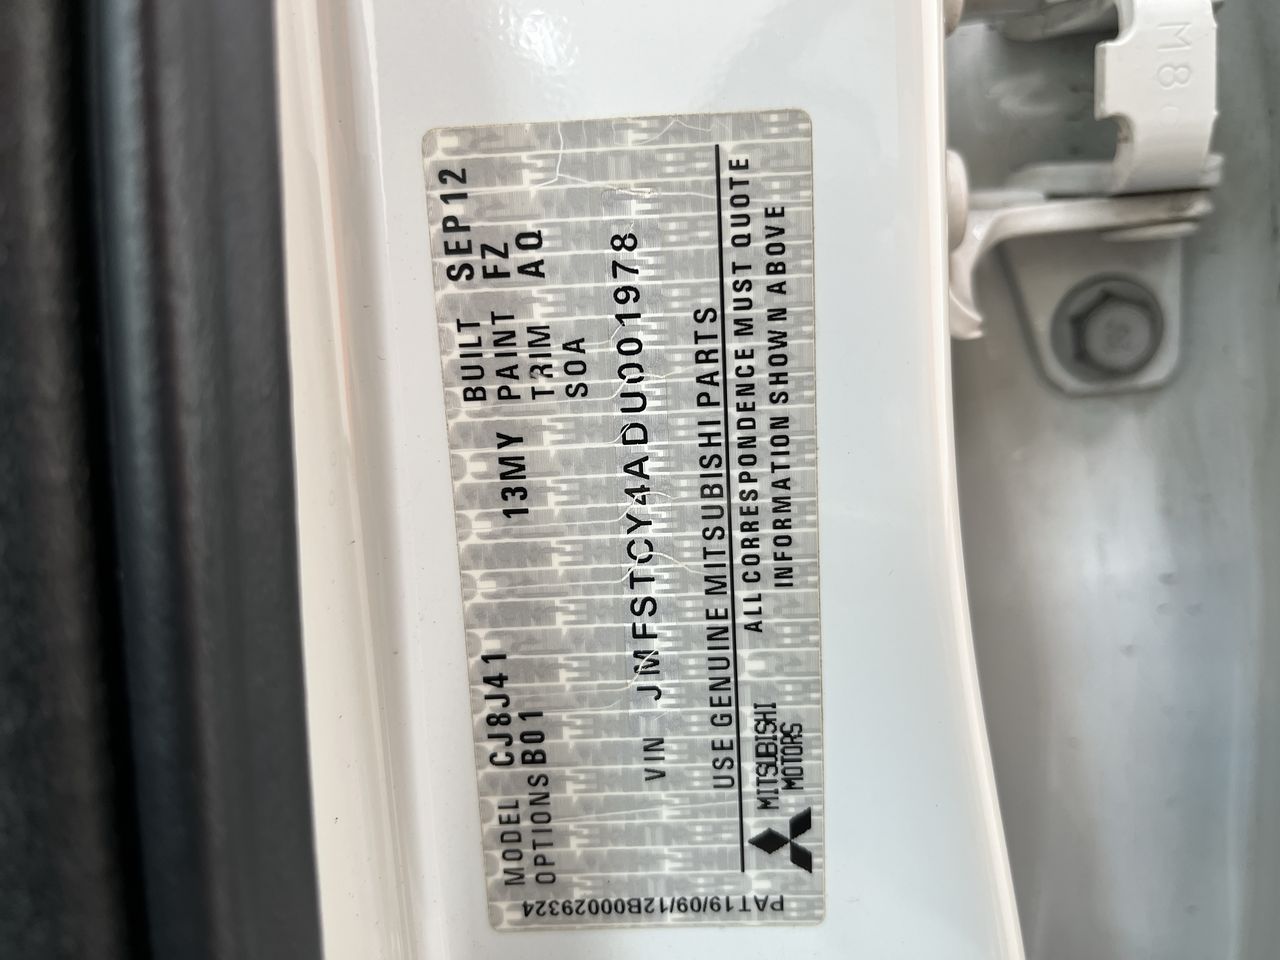 MODEL CJ8J41 13MY BUILT SEP12
OPTIONS B01 PAINT FZ
TRIM AQ
SOA
VIN JMFSTCY4ADU001978
USE GENUINE MITSUBISHI PARTS
MITSUBISHI MOTORS
ALL CORRESPONDENCE MUST QUOTE
INFORMATION SHOWN ABOVE
PAT19/09/12B00029324
M8